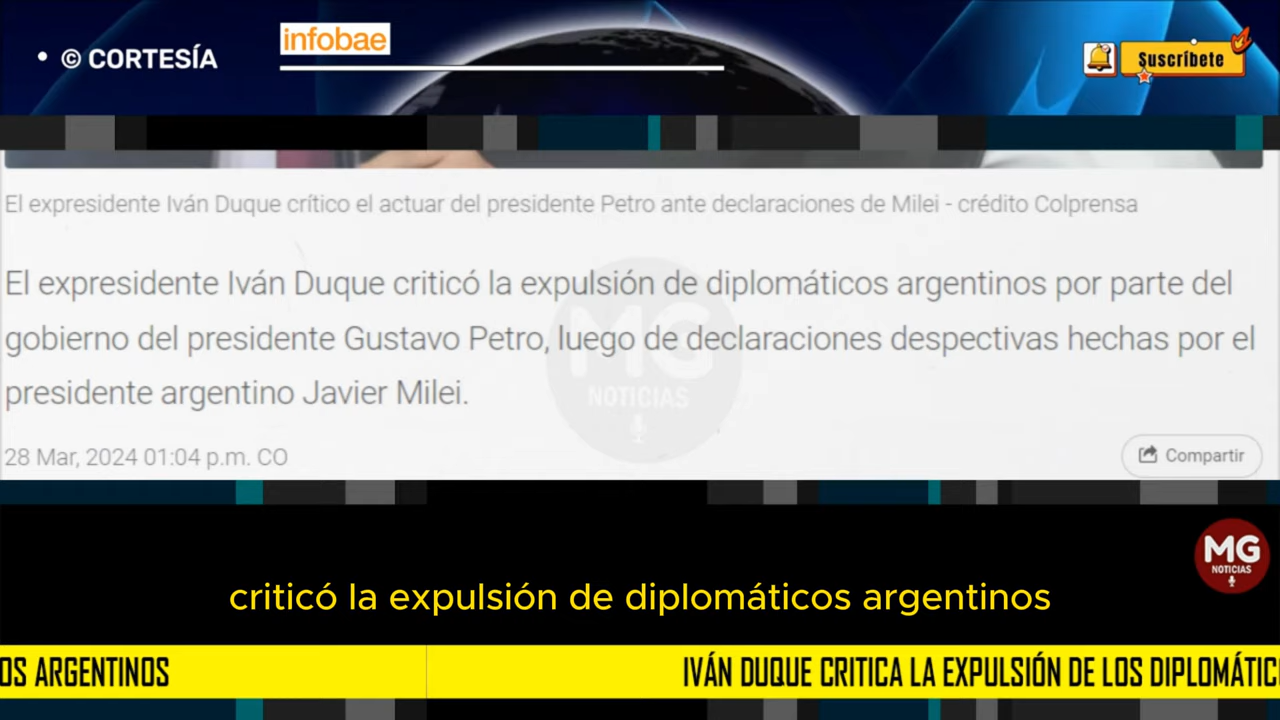 • © CORTESÍA
infobae
Suscríbete
El expresidente Iván Duque crítico el actuar del presidente Petro ante declaraciones de Milei - crédito Colprensa
El expresidente Iván Duque criticó la expulsión de diplomáticos argentinos por parte del
gobierno del presidente Gustavo Petro, luego de declaraciones despectivas hechas por el
presidente argentino Javier Milei.
MG
NOTICIAS
28 Mar, 2024 01:04 p.m. CO
Compartir
MG
NOTICIAS
criticó la expulsión de diplomáticos argentinos
OS ARGENTINOS
IVÁN DUQUE CRITICA LA EXPULSIÓN DE LOS DIPLOMÁTIC